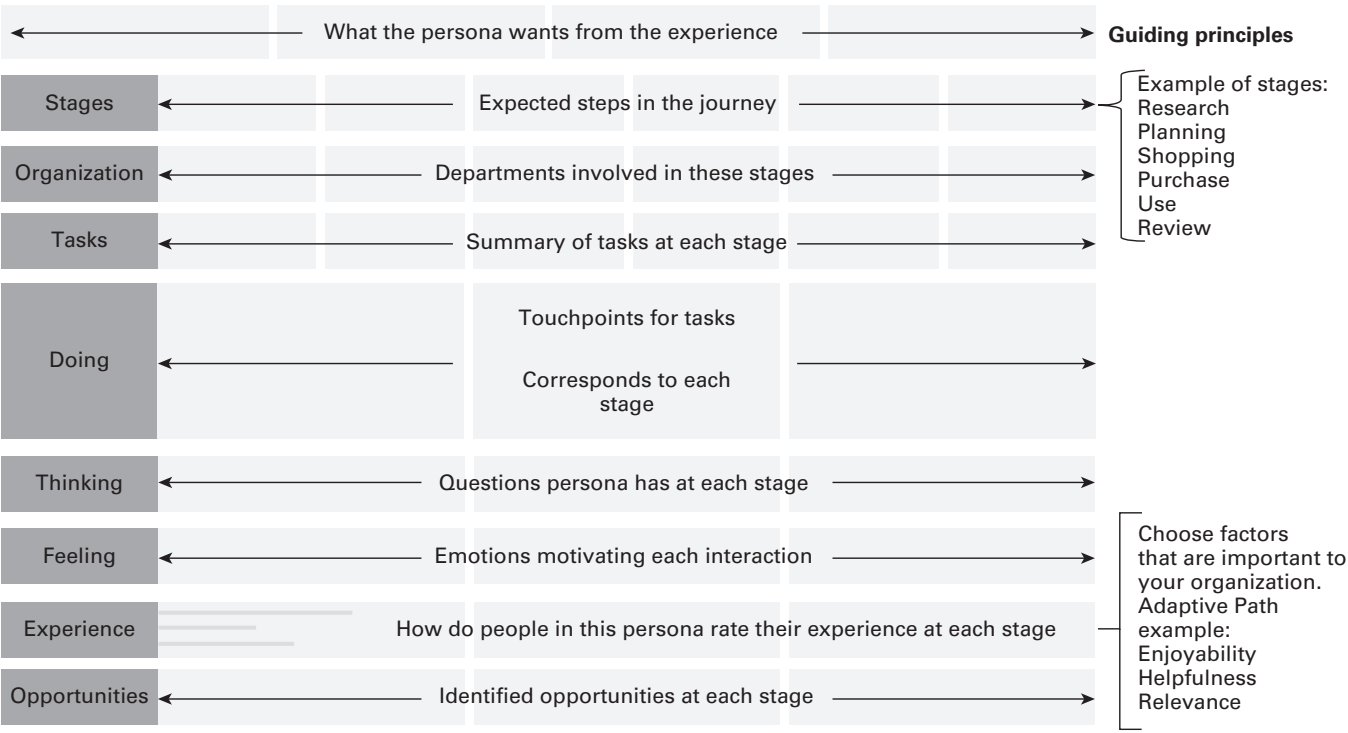 What the persona wants from the experience
Guiding principles
Stages
Expected steps in the journey
Example of stages:
Research
Planning
Shopping
Purchase
Use
Review
Organization
Departments involved in these stages
Tasks
Summary of tasks at each stage
Doing
Touchpoints for tasks
Corresponds to each
stage
Thinking
Questions persona has at each stage
Feeling
Emotions motivating each interaction
Experience
How do people in this persona rate their experience at each stage
Choose factors
that are important to
your organization.
Adaptive Path
example:
Enjoyability
Helpfulness
Relevance
Opportunities
Identified opportunities at each stage